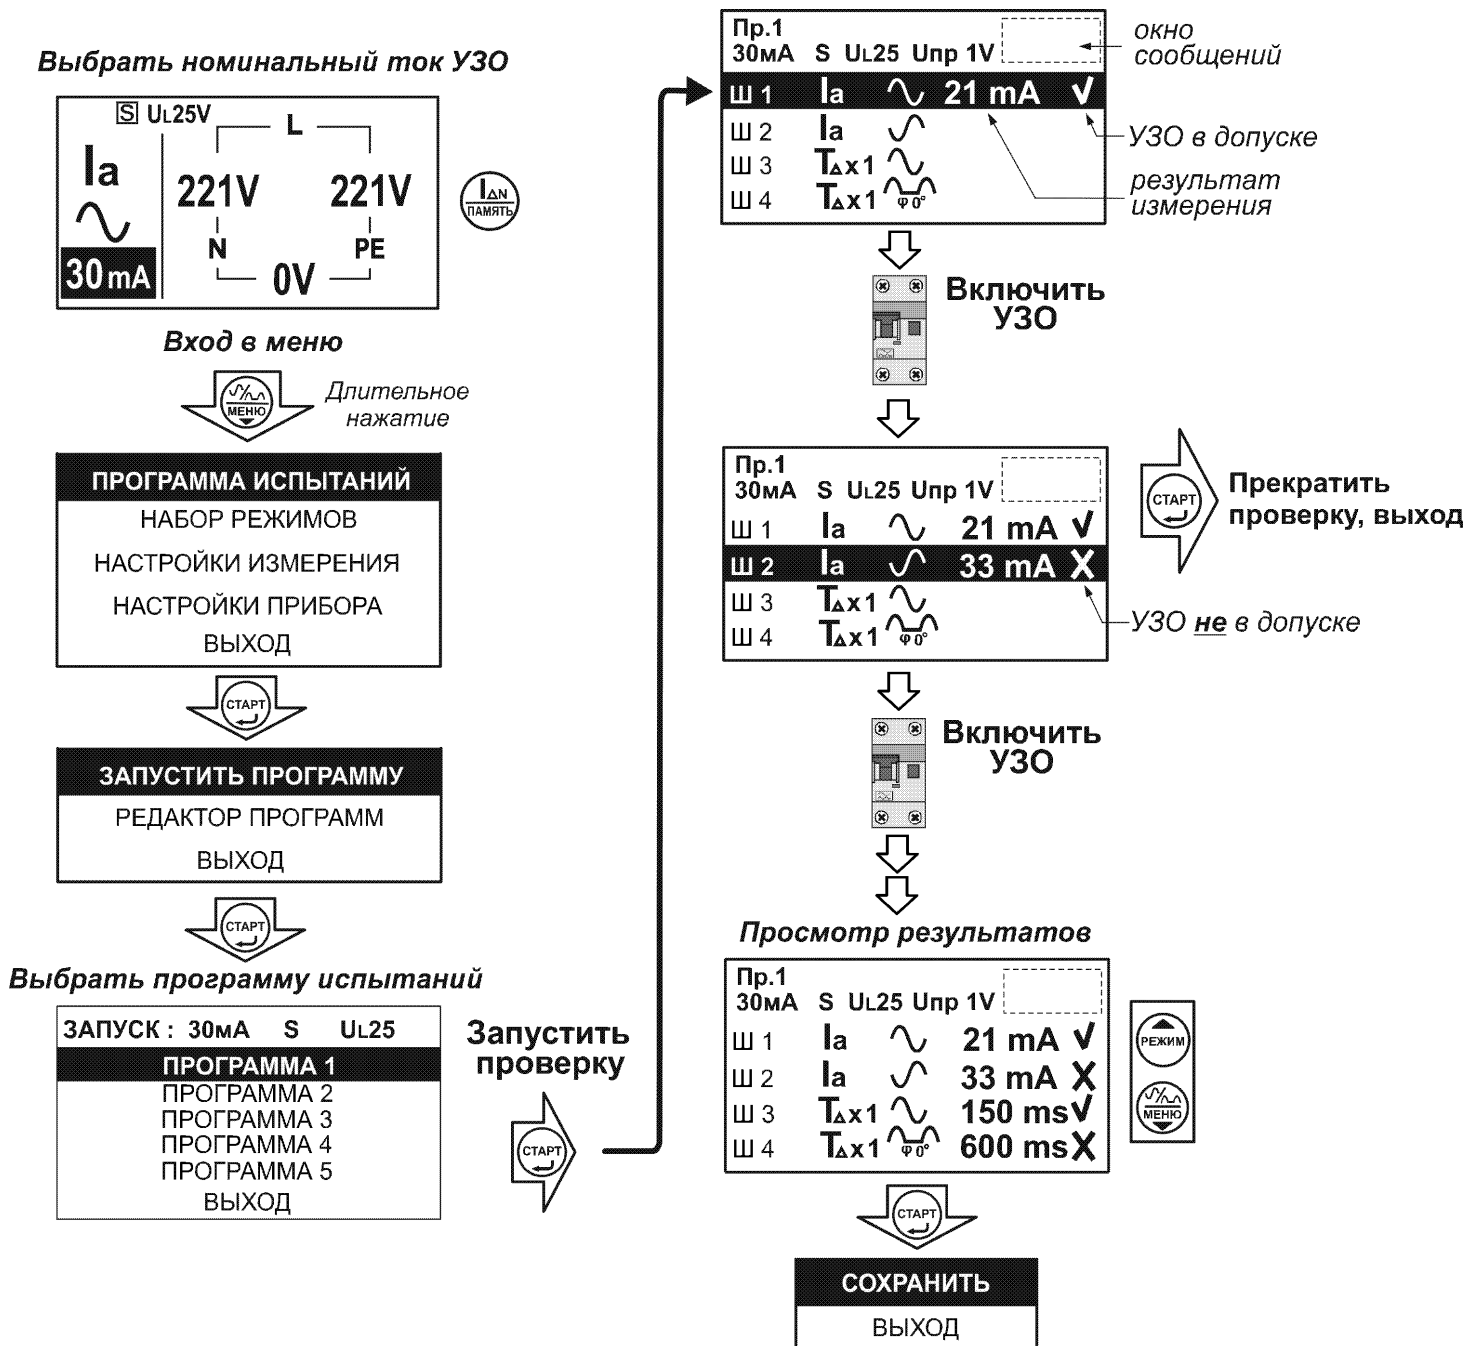 Выбрать номинальный ток УЗО
S UL25V
Ia
30mA
L
221V 221V
N PE
0V
IΔN
ПАМЯТЬ
Вход в меню
МЕНЮ
Длительное
нажатие
ПРОГРАММА ИСПЫТАНИЙ
НАБОР РЕЖИМОВ
НАСТРОЙКИ ИЗМЕРЕНИЯ
НАСТРОЙКИ ПРИБОРА
ВЫХОД
СТАРТ
ЗАПУСТИТЬ ПРОГРАММУ
РЕДАКТОР ПРОГРАММ
ВЫХОД
СТАРТ
Выбрать программу испытаний
ЗАПУСК : 30мА S UL25
ПРОГРАММА 1
ПРОГРАММА 2
ПРОГРАММА 3
ПРОГРАММА 4
ПРОГРАММА 5
ВЫХОД
Запустить
проверку
СТАРТ
Пр.1
30мА S UL25 Uпр 1V
Ш 1 Ia 21 mA ✓
Ш 2 Ia
Ш 3 TΔx1
Ш 4 TΔx1 φ 0°
окно
сообщений
УЗО в допуске
результат
измерения
Включить
УЗО
Пр.1
30мА S UL25 Uпр 1V
Ш 1 Ia 21 mA ✓
Ш 2 Ia 33 mA X
Ш 3 TΔx1
Ш 4 TΔx1 φ 0°
СТАРТ
Прекратить
проверку, выход
УЗО не в допуске
Включить
УЗО
Просмотр результатов
Пр.1
30мА S UL25 Uпр 1V
Ш 1 Ia 21 mA ✓
Ш 2 Ia 33 mA X
Ш 3 TΔx1 150 ms ✓
Ш 4 TΔx1 φ 0° 600 ms X
РЕЖИМ
МЕНЮ
СТАРТ
СОХРАНИТЬ
ВЫХОД